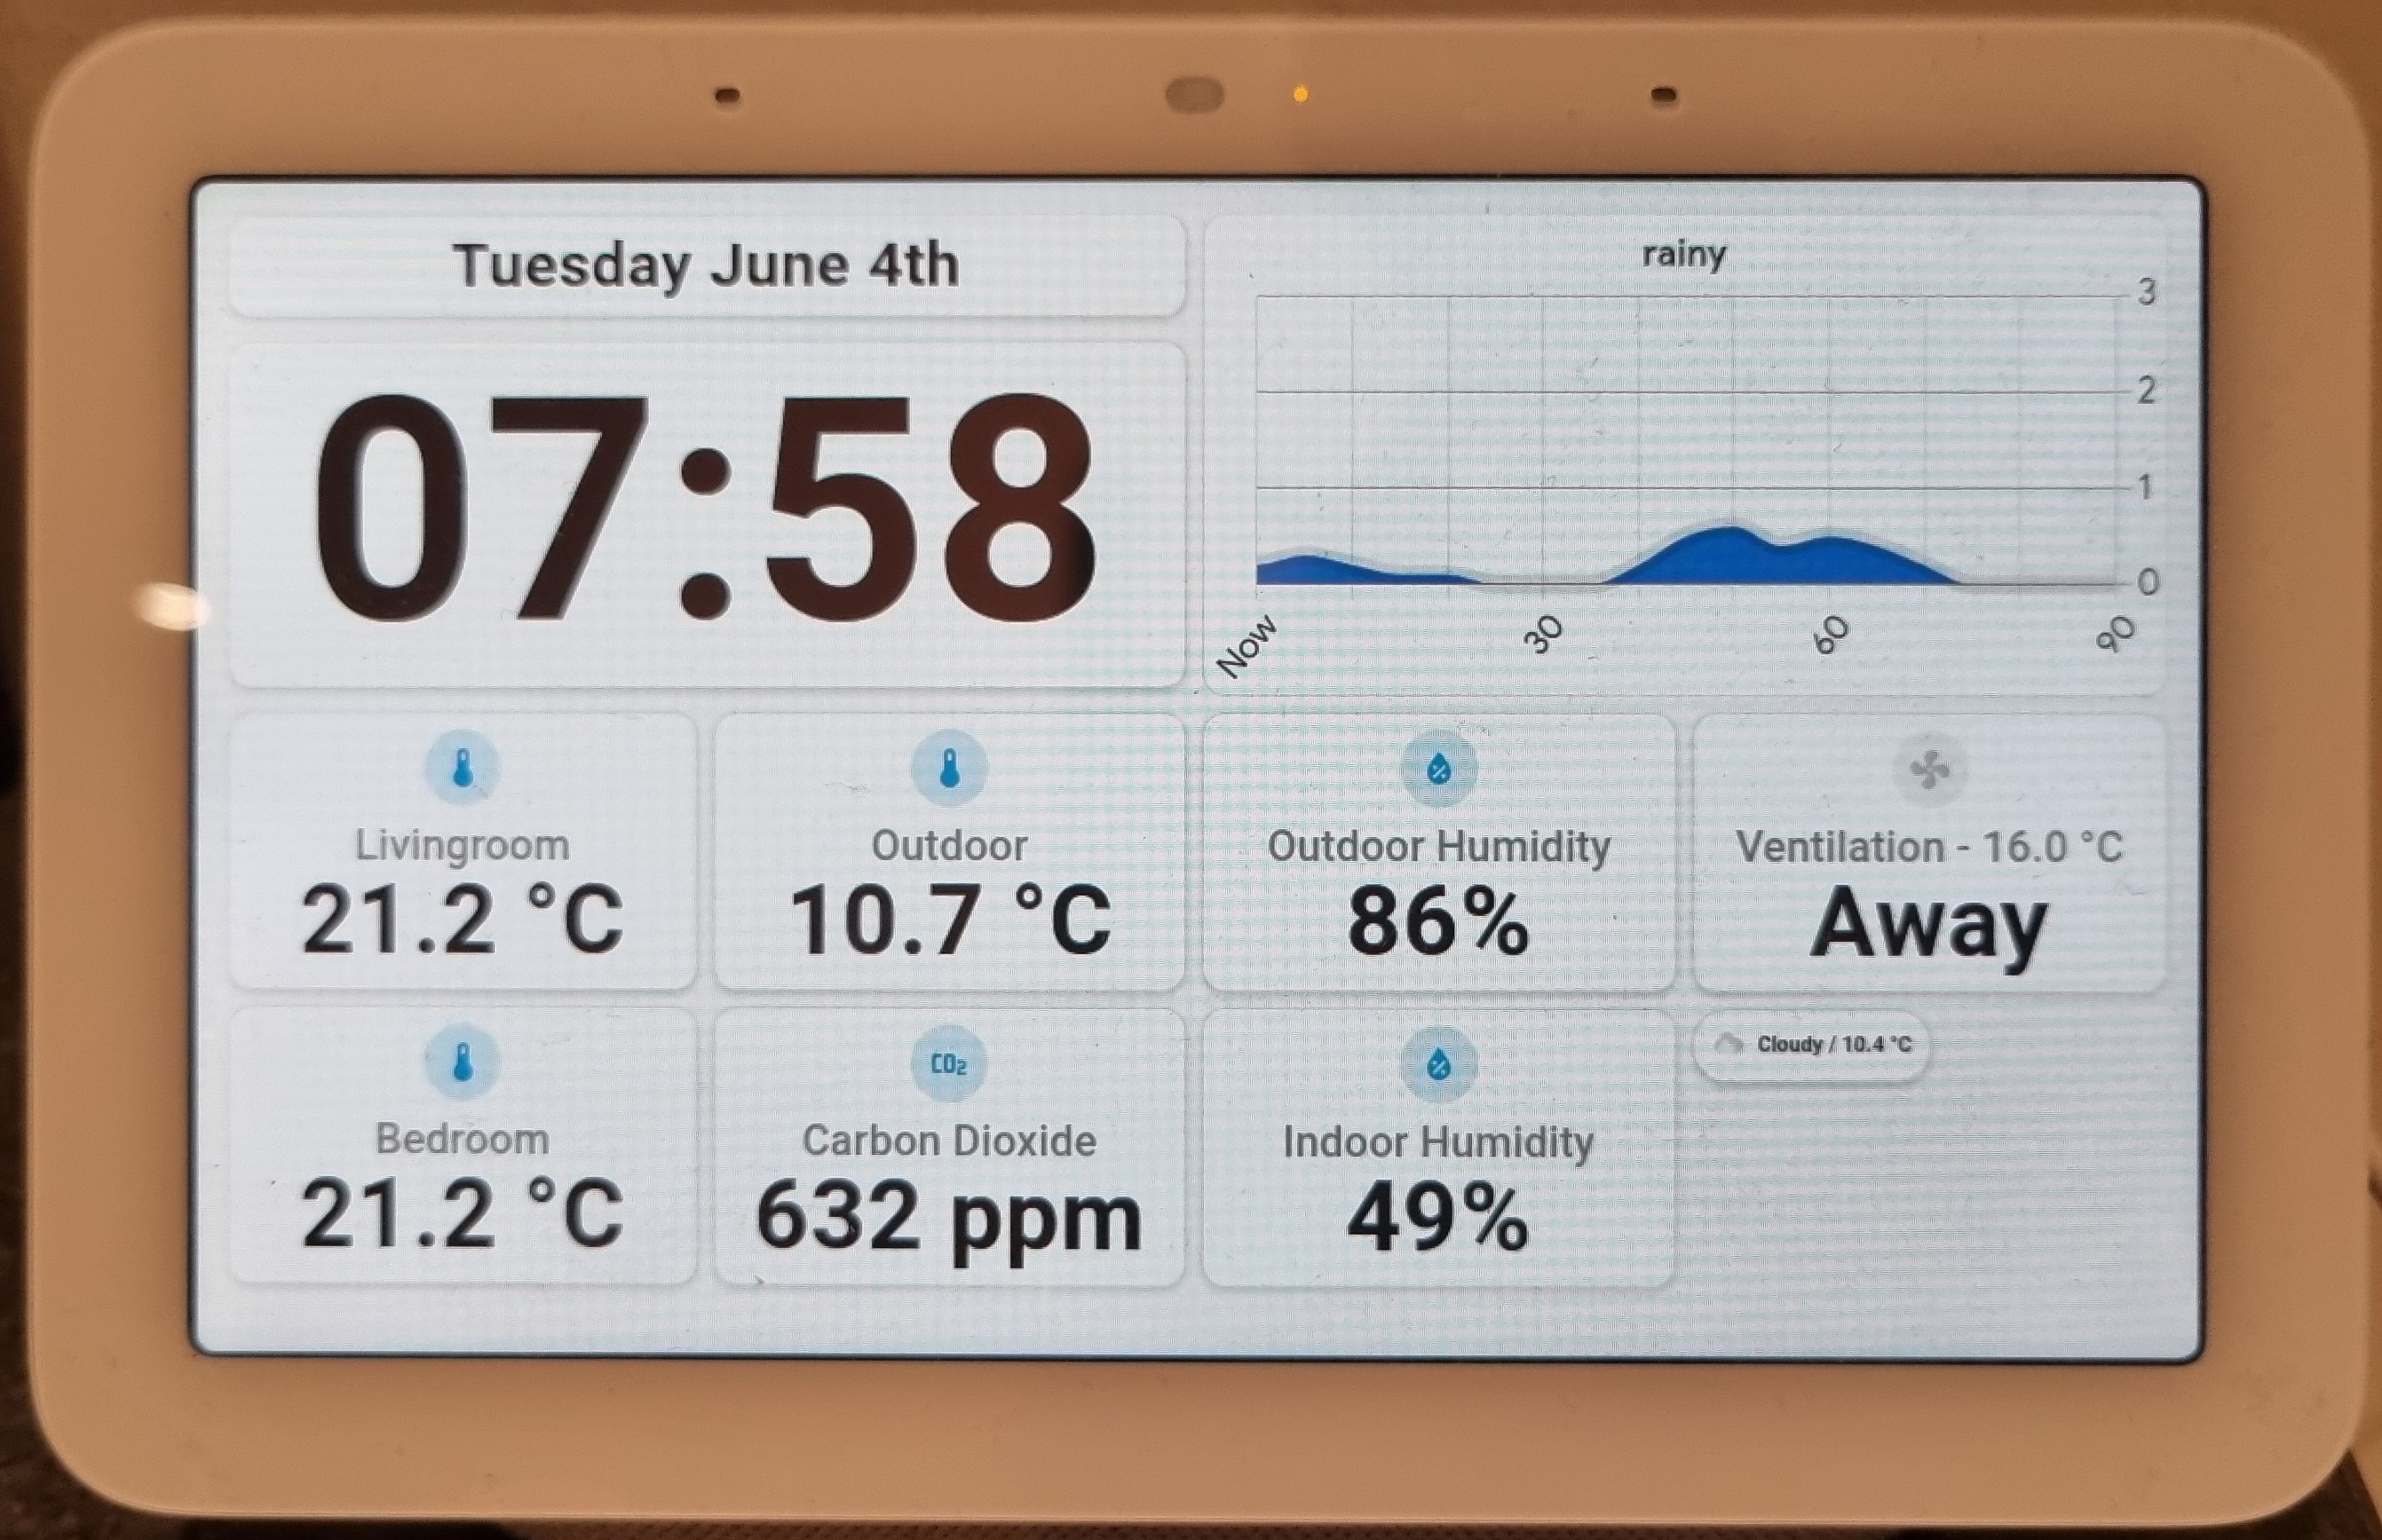 Tuesday June 4th
07:58
rainy
3
2
1
0
Now 30 60 90
Livingroom
21.2 °C
Outdoor
10.7 °C
Outdoor Humidity
86%
Ventilation - 16.0 °C
Away
Bedroom
21.2 °C
CO2
Carbon Dioxide
632 ppm
Indoor Humidity
49%
Cloudy / 10.4 °C